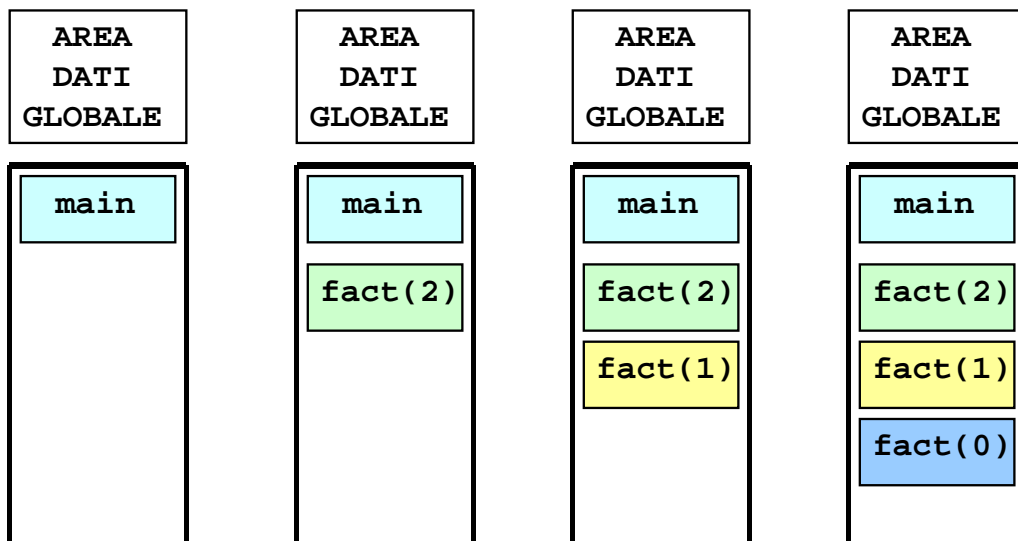 AREA
DATI
GLOBALE
main
AREA
DATI
GLOBALE
main
fact(2)
AREA
DATI
GLOBALE
main
fact(2)
fact(1)
AREA
DATI
GLOBALE
main
fact(2)
fact(1)
fact(0)